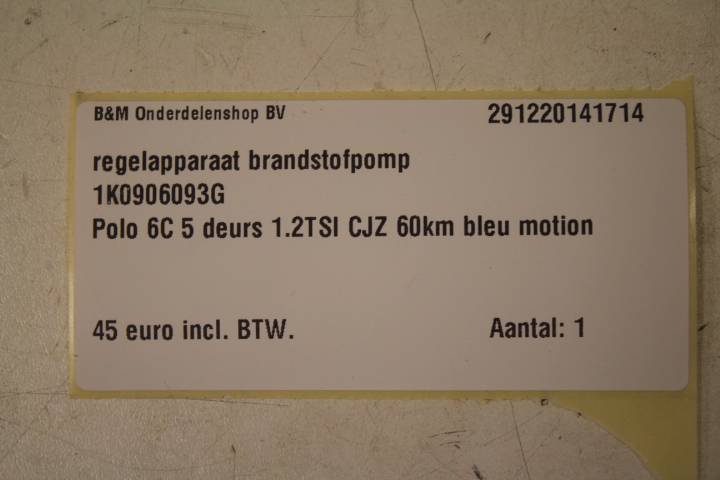 B&M Onderdelenshop BV 291220141714
regelapparaat brandstofpomp
1K0906093G
Polo 6C 5 deurs 1.2TSI CJZ 60km bleu motion
45 euro incl. BTW. Aantal: 1